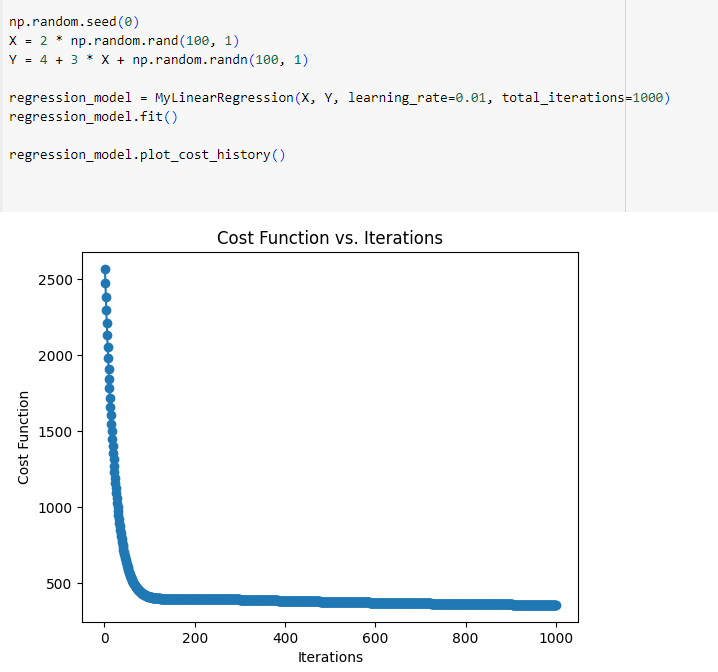 np.random.seed(0)
X = 2 * np.random.rand(100, 1)
Y = 4 + 3 * X + np.random.randn(100, 1)
regression_model = MyLinearRegression(X, Y, learning_rate=0.01, total_iterations=1000)
regression_model.fit()
regression_model.plot_cost_history()
Cost Function vs. Iterations
2500
2000
1500
1000
500
Cost Function
0 200 400 600 800 1000
Iterations